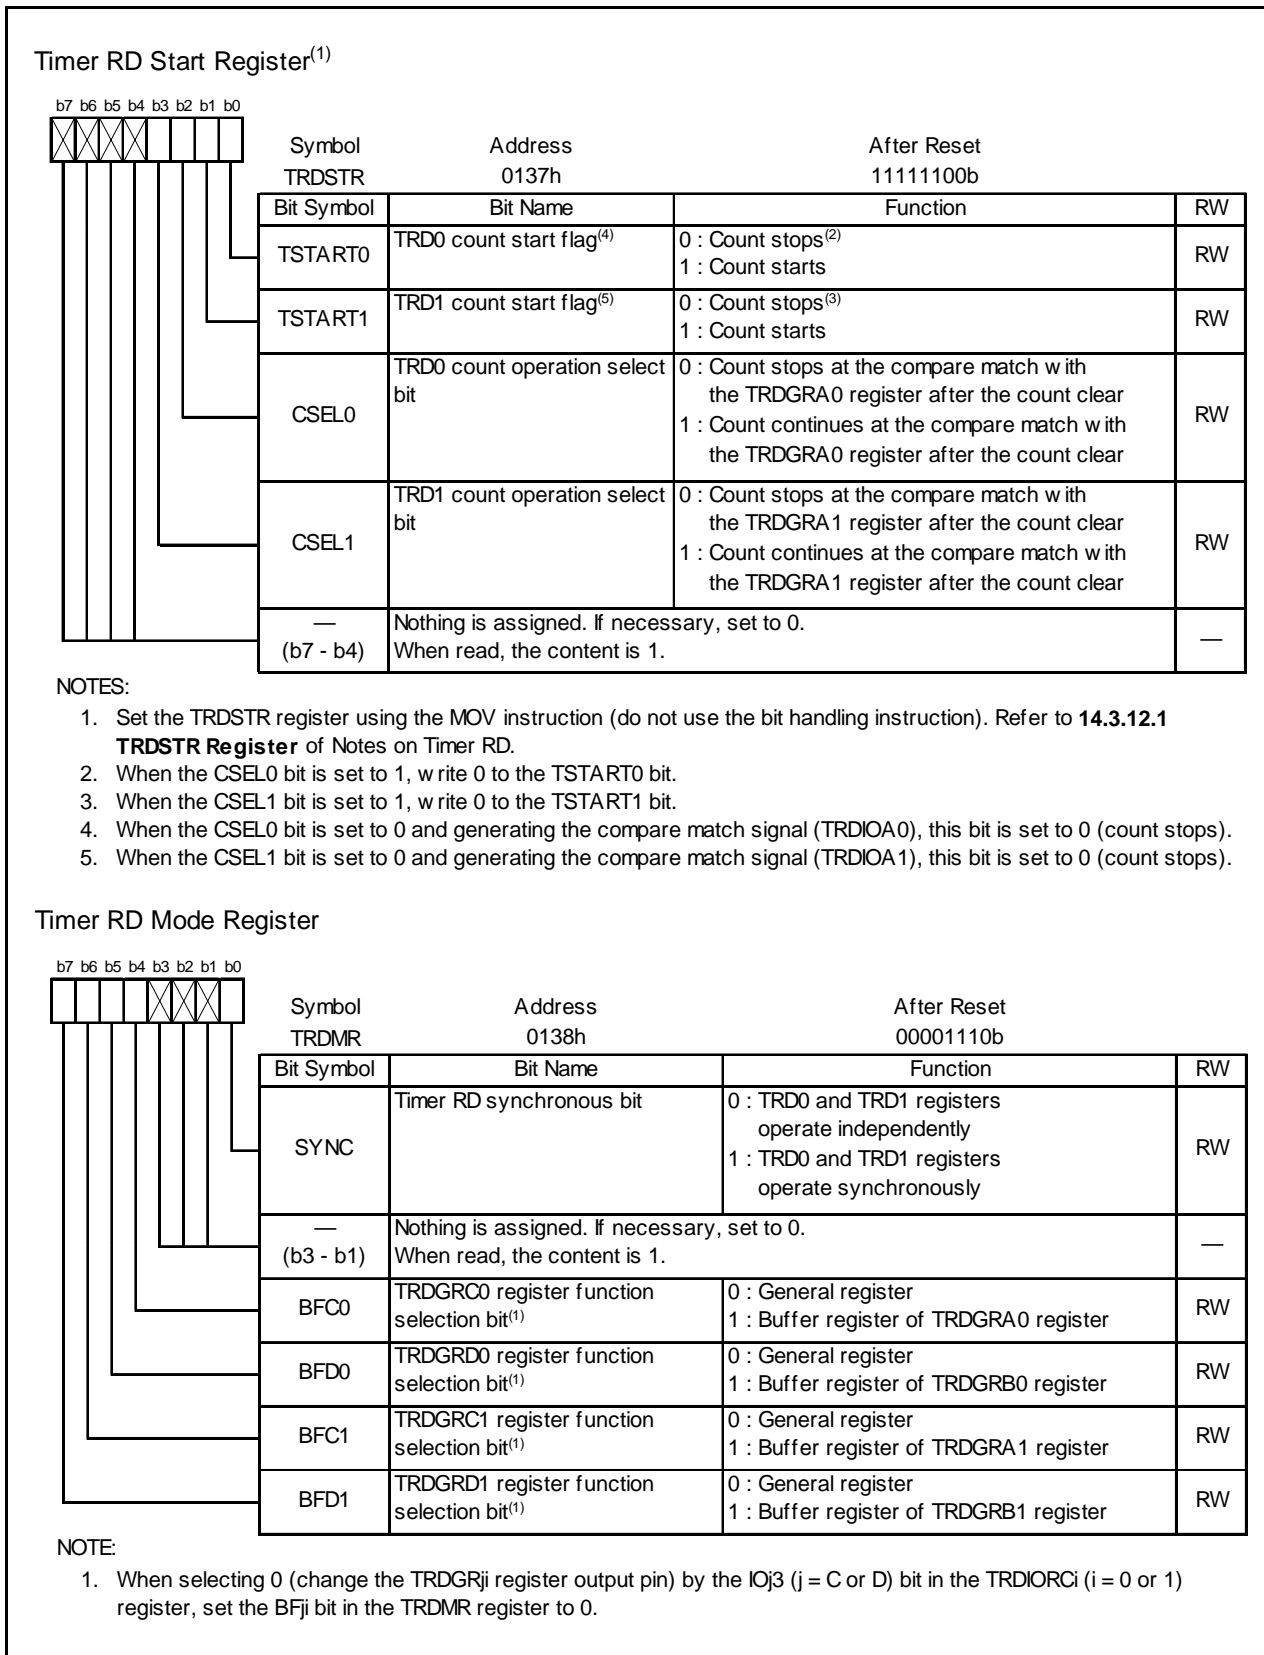 Timer RD Start Register(1)
b7 b6 b5 b4 b3 b2 b1 b0
Symbol Address After Reset
TRDSTR 0137h 11111100b
Bit Symbol Bit Name Function RW
TSTART0 TRD0 count start flag(4) 0 : Count stops(2) RW
1 : Count starts
TSTART1 TRD1 count start flag(5) 0 : Count stops(3) RW
1 : Count starts
CSEL0 TRD0 count operation select 0 : Count stops at the compare match with RW
bit the TRDGRA0 register after the count clear
1 : Count continues at the compare match with
the TRDGRA0 register after the count clear
CSEL1 TRD1 count operation select 0 : Count stops at the compare match with RW
bit the TRDGRA1 register after the count clear
1 : Count continues at the compare match with
the TRDGRA1 register after the count clear
— Nothing is assigned. If necessary, set to 0. —
(b7 - b4) When read, the content is 1.
NOTES:
1. Set the TRDSTR register using the MOV instruction (do not use the bit handling instruction). Refer to 14.3.12.1
TRDSTR Register of Notes on Timer RD.
2. When the CSEL0 bit is set to 1, write 0 to the TSTART0 bit.
3. When the CSEL1 bit is set to 1, write 0 to the TSTART1 bit.
4. When the CSEL0 bit is set to 0 and generating the compare match signal (TRDIOA0), this bit is set to 0 (count stops).
5. When the CSEL1 bit is set to 0 and generating the compare match signal (TRDIOA1), this bit is set to 0 (count stops).
Timer RD Mode Register
b7 b6 b5 b4 b3 b2 b1 b0
Symbol Address After Reset
TRDMR 0138h 00001110b
Bit Symbol Bit Name Function RW
SYNC Timer RD synchronous bit 0 : TRD0 and TRD1 registers RW
operate independently
1 : TRD0 and TRD1 registers
operate synchronously
— Nothing is assigned. If necessary, set to 0. —
(b3 - b1) When read, the content is 1.
BFC0 TRDGRC0 register function 0 : General register RW
selection bit(1) 1 : Buffer register of TRDGRA0 register
BFD0 TRDGRD0 register function 0 : General register RW
selection bit(1) 1 : Buffer register of TRDGRB0 register
BFC1 TRDGRC1 register function 0 : General register RW
selection bit(1) 1 : Buffer register of TRDGRA1 register
BFD1 TRDGRD1 register function 0 : General register RW
selection bit(1) 1 : Buffer register of TRDGRB1 register
NOTE:
1. When selecting 0 (change the TRDGRji register output pin) by the IOj3 (j = C or D) bit in the TRDIORCi (i = 0 or 1)
register, set the BFji bit in the TRDMR register to 0.